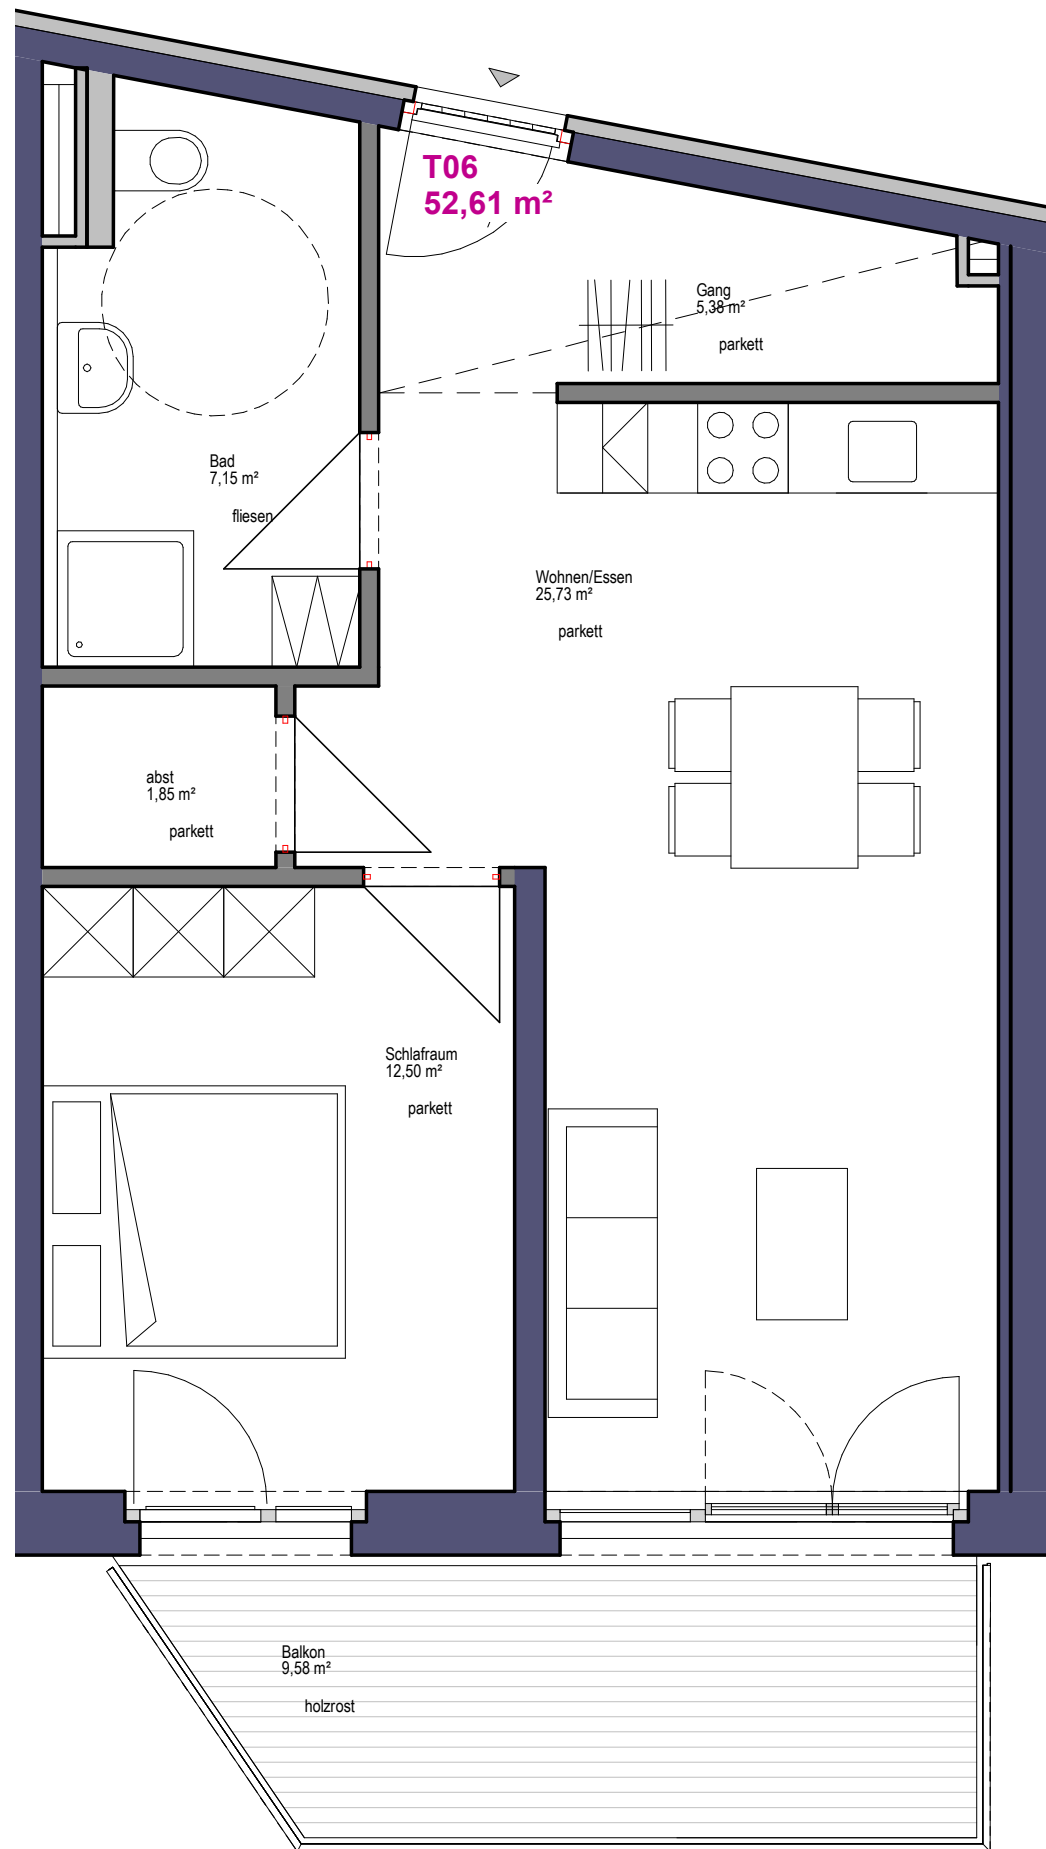 T06
52,61 m²
Gang
5,38 m²
parkett
Bad
7,15 m²
fliesen
Wohnen/Essen
25,73 m²
parkett
abst
1,85 m²
parkett
Schlafraum
12,50 m²
parkett
Balkon
9,58 m²
holzrost